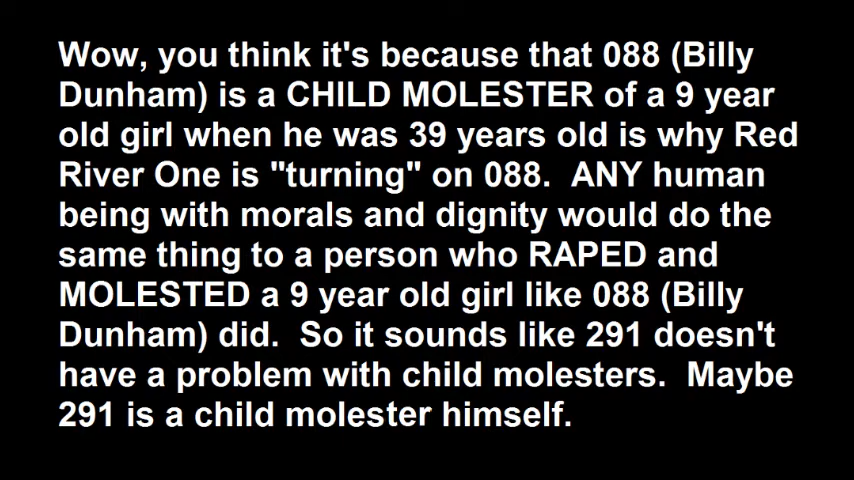 Wow, you think it's because that 088 (Billy
Dunham) is a CHILD MOLESTER of a 9 year
old girl when he was 39 years old is why Red
River One is "turning" on 088.  ANY human
being with morals and dignity would do the
same thing to a person who RAPED and
MOLESTED a 9 year old girl like 088 (Billy
Dunham) did.  So it sounds like 291 doesn't
have a problem with child molesters.  Maybe
291 is a child molester himself.